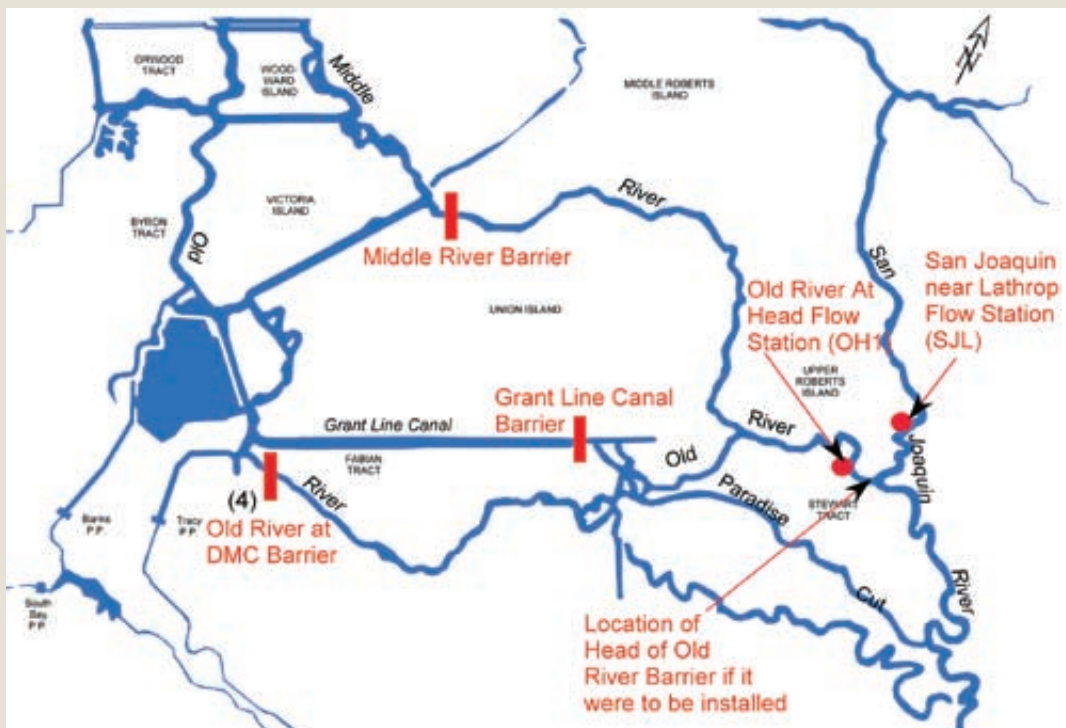 ORWOOD
TRACT
WOOD-
WARD
ISLAND
Middle
MIDDLE ROBERTS
ISLAND
N
VICTORIA
ISLAND
BYRON
TRACT
Old
River
Middle River Barrier
San
UNION ISLAND
Old River At
Head Flow
Station (OH1)
San Joaquin
near Lathrop
Flow Station
(SJL)
UPPER
ROBERTS
ISLAND
Grant Line Canal
Grant Line Canal
Barrier
River
Joaquin
FABIAN
TRACT
Old
Paradise
STEWART
TRACT
(4)
River
Old River at
DMC Barrier
Banks
P.P.
Tracy
P.P.
Cut
River
South
Bay
P.P.
Location of
Head of Old
River Barrier if it
were to be installed